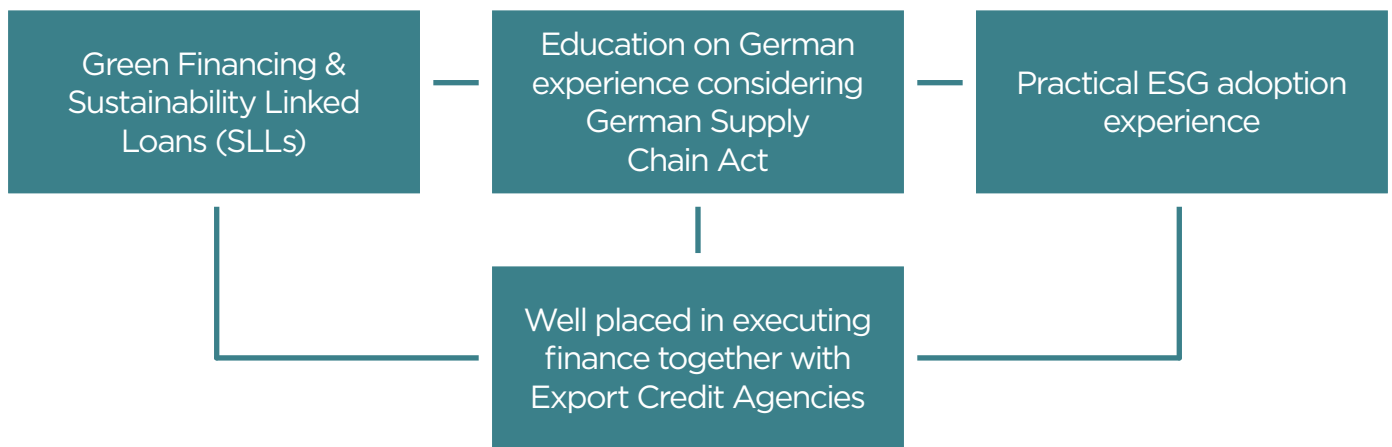 Green Financing &
Sustainability Linked
Loans (SLLs)
Education on German
experience considering
German Supply
Chain Act
Practical ESG adoption
experience
Well placed in executing
finance together with
Export Credit Agencies